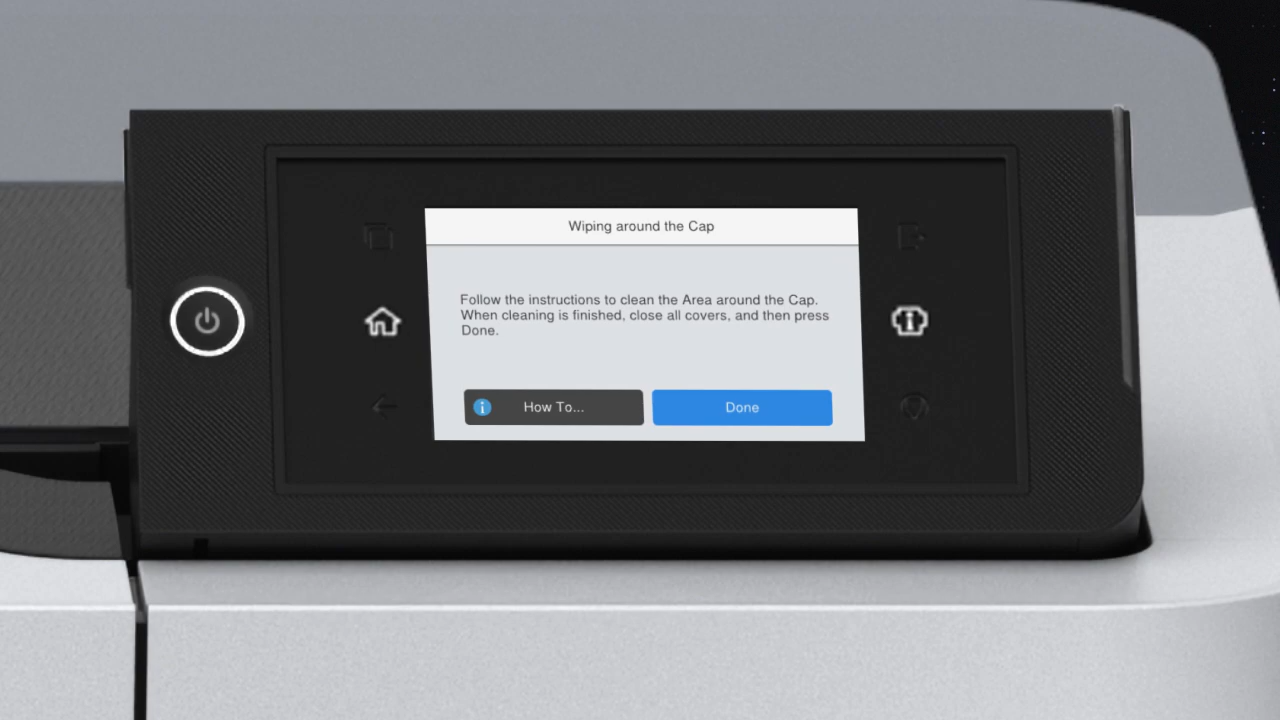 Wiping around the Cap
Follow the instructions to clean the Area around the Cap.
When cleaning is finished, close all covers, and then press
Done.
How To...
Done